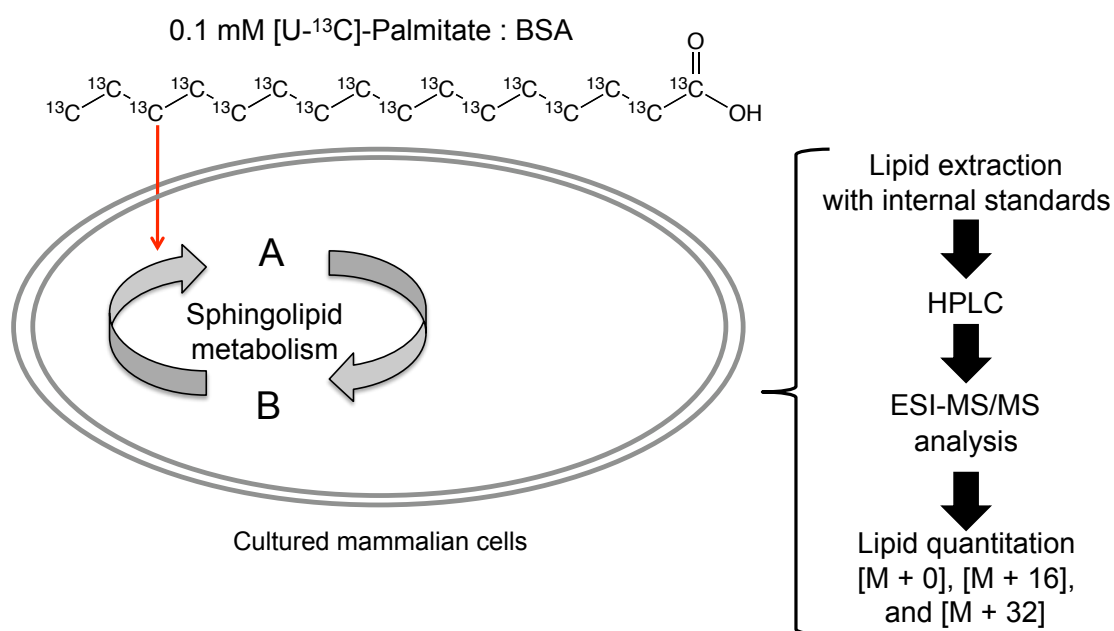 0.1 mM [U-¹³C]-Palmitate : BSA
O
¹³C ¹³C ¹³C ¹³C ¹³C ¹³C ¹³C ¹³C
¹³C ¹³C ¹³C ¹³C ¹³C ¹³C ¹³C ¹³C OH
A
Sphingolipid
metabolism
B
Cultured mammalian cells
Lipid extraction
with internal standards
HPLC
ESI-MS/MS
analysis
Lipid quantitation
[M + 0], [M + 16],
and [M + 32]